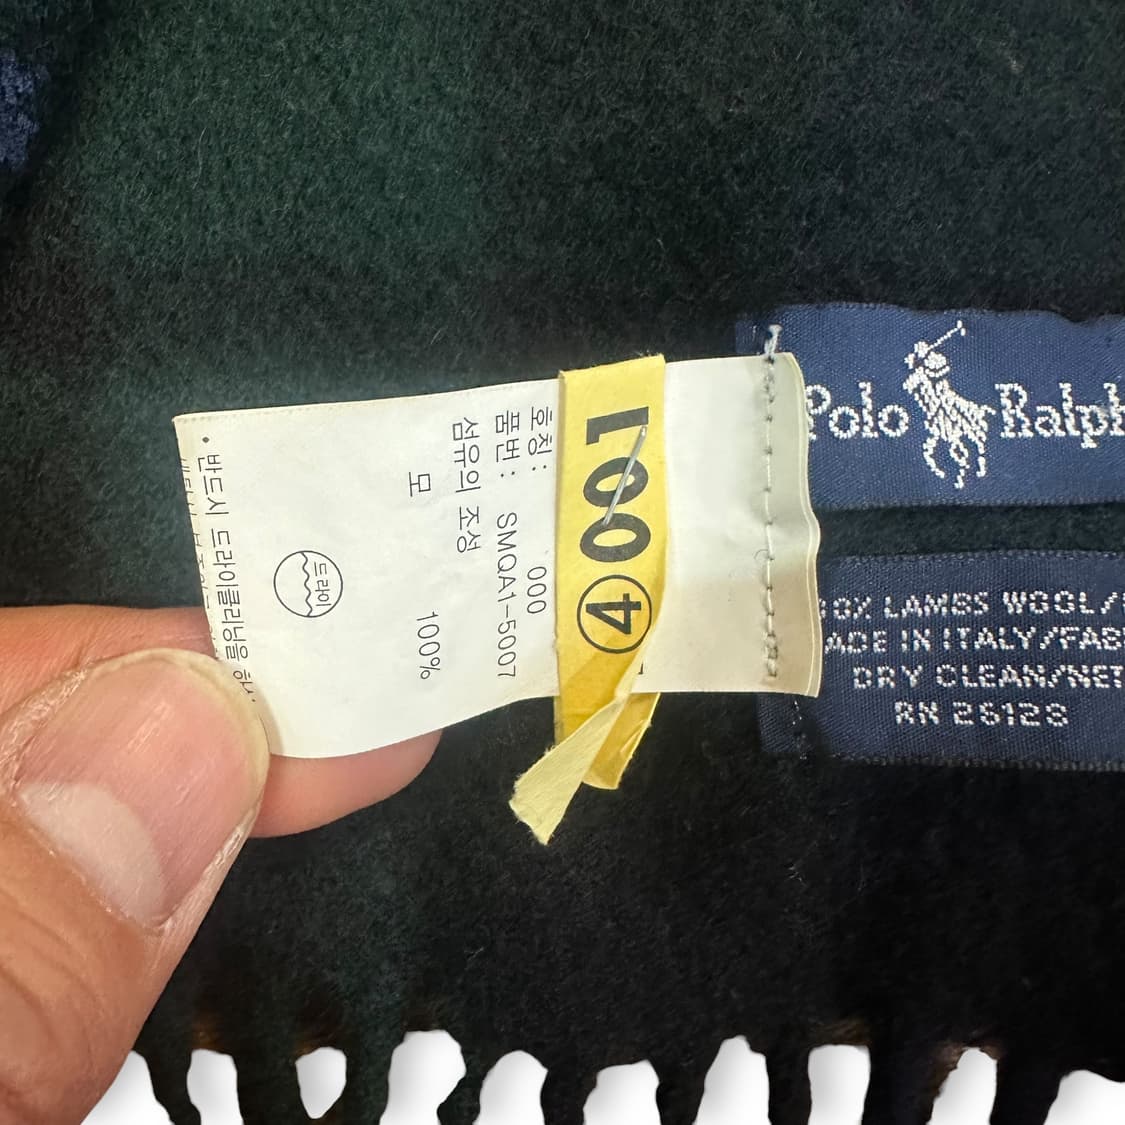 호칭: 000
품번: SMQA1-5007
섬유의 조성
모 100%
드라이
• 반드시 드라이클리닝을 하
④001
Polo Ralph
LAMBS WOOL/
MADE IN ITALY/FAB
DRY CLEAN/NET
RN 26128